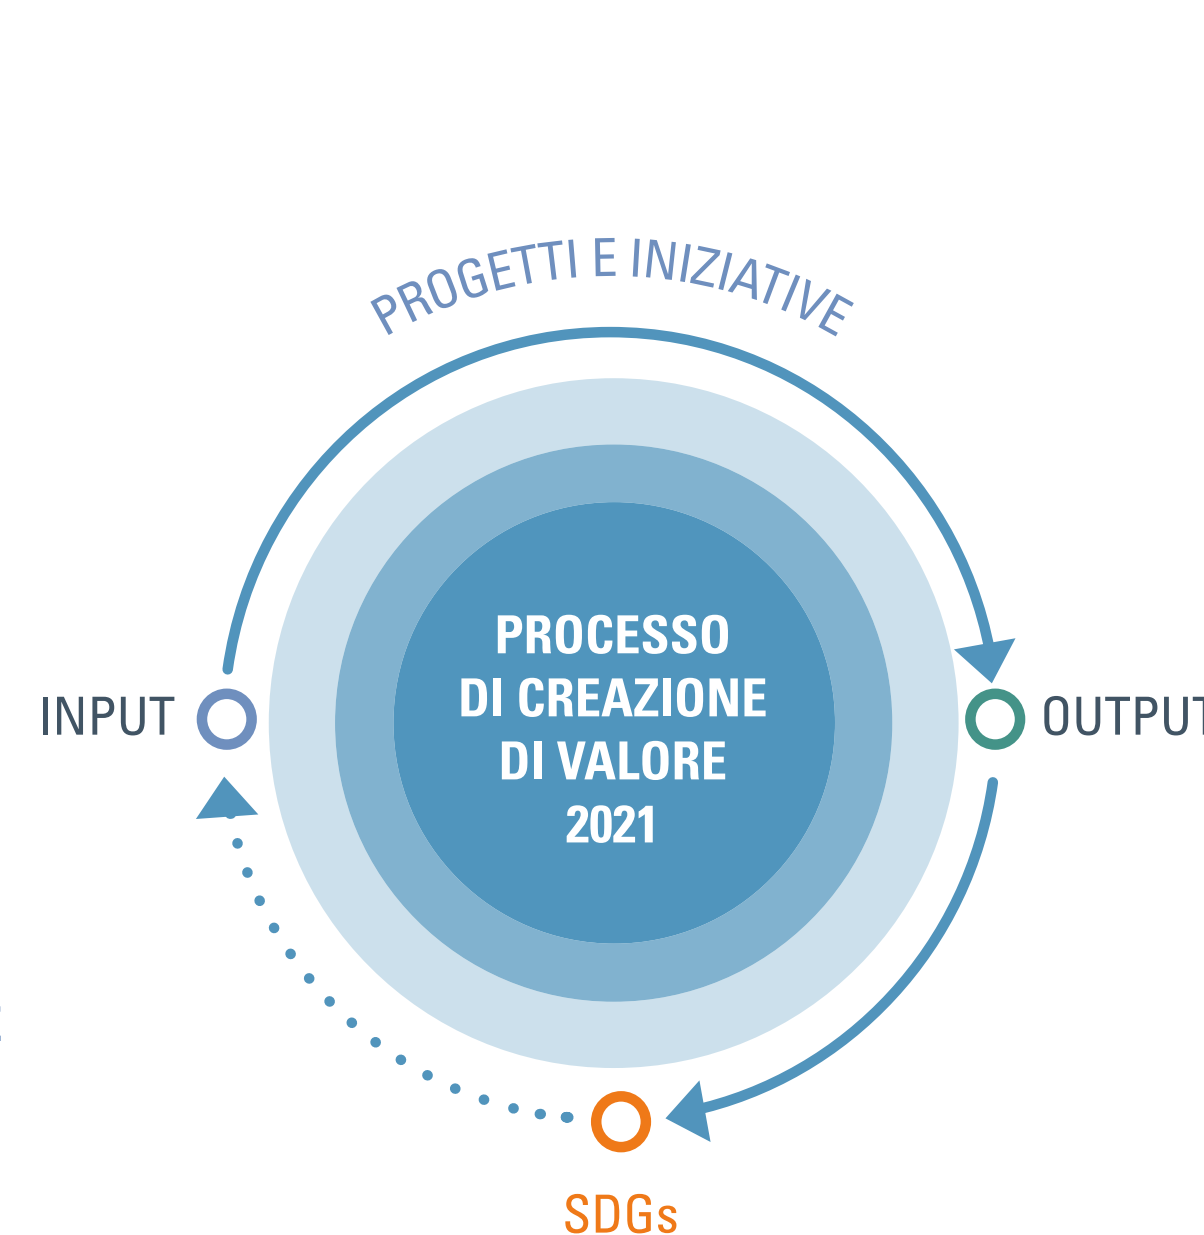 PROGETTI E INIZIATIVE
PROCESSO
DI CREAZIONE
DI VALORE
2021
INPUT
OUTPUT
SDGs